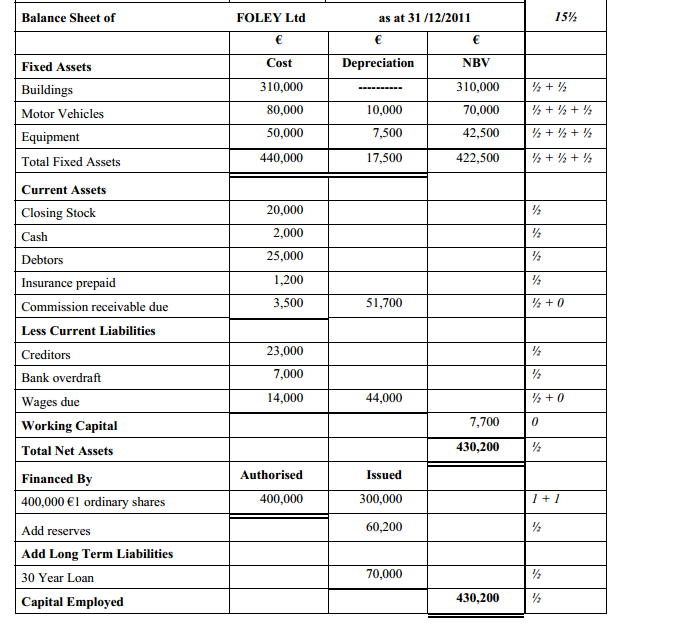 Balance Sheet of FOLEY Ltd as at 31 /12/2011 15½
€ € €
Fixed Assets Cost Depreciation NBV
Buildings 310,000 ---------- 310,000 ½ + ½
Motor Vehicles 80,000 10,000 70,000 ½ + ½ + ½
Equipment 50,000 7,500 42,500 ½ + ½ + ½
Total Fixed Assets 440,000 17,500 422,500 ½ + ½ + ½
Current Assets
Closing Stock 20,000 ½
Cash 2,000 ½
Debtors 25,000 ½
Insurance prepaid 1,200 ½
Commission receivable due 3,500 51,700 ½ + 0
Less Current Liabilities
Creditors 23,000 ½
Bank overdraft 7,000 ½
Wages due 14,000 44,000 ½ + 0
Working Capital 7,700 0
Total Net Assets 430,200 ½
Financed By Authorised Issued
400,000 €1 ordinary shares 400,000 300,000 1 + 1
Add reserves 60,200 ½
Add Long Term Liabilities
30 Year Loan 70,000 ½
Capital Employed 430,200 ½